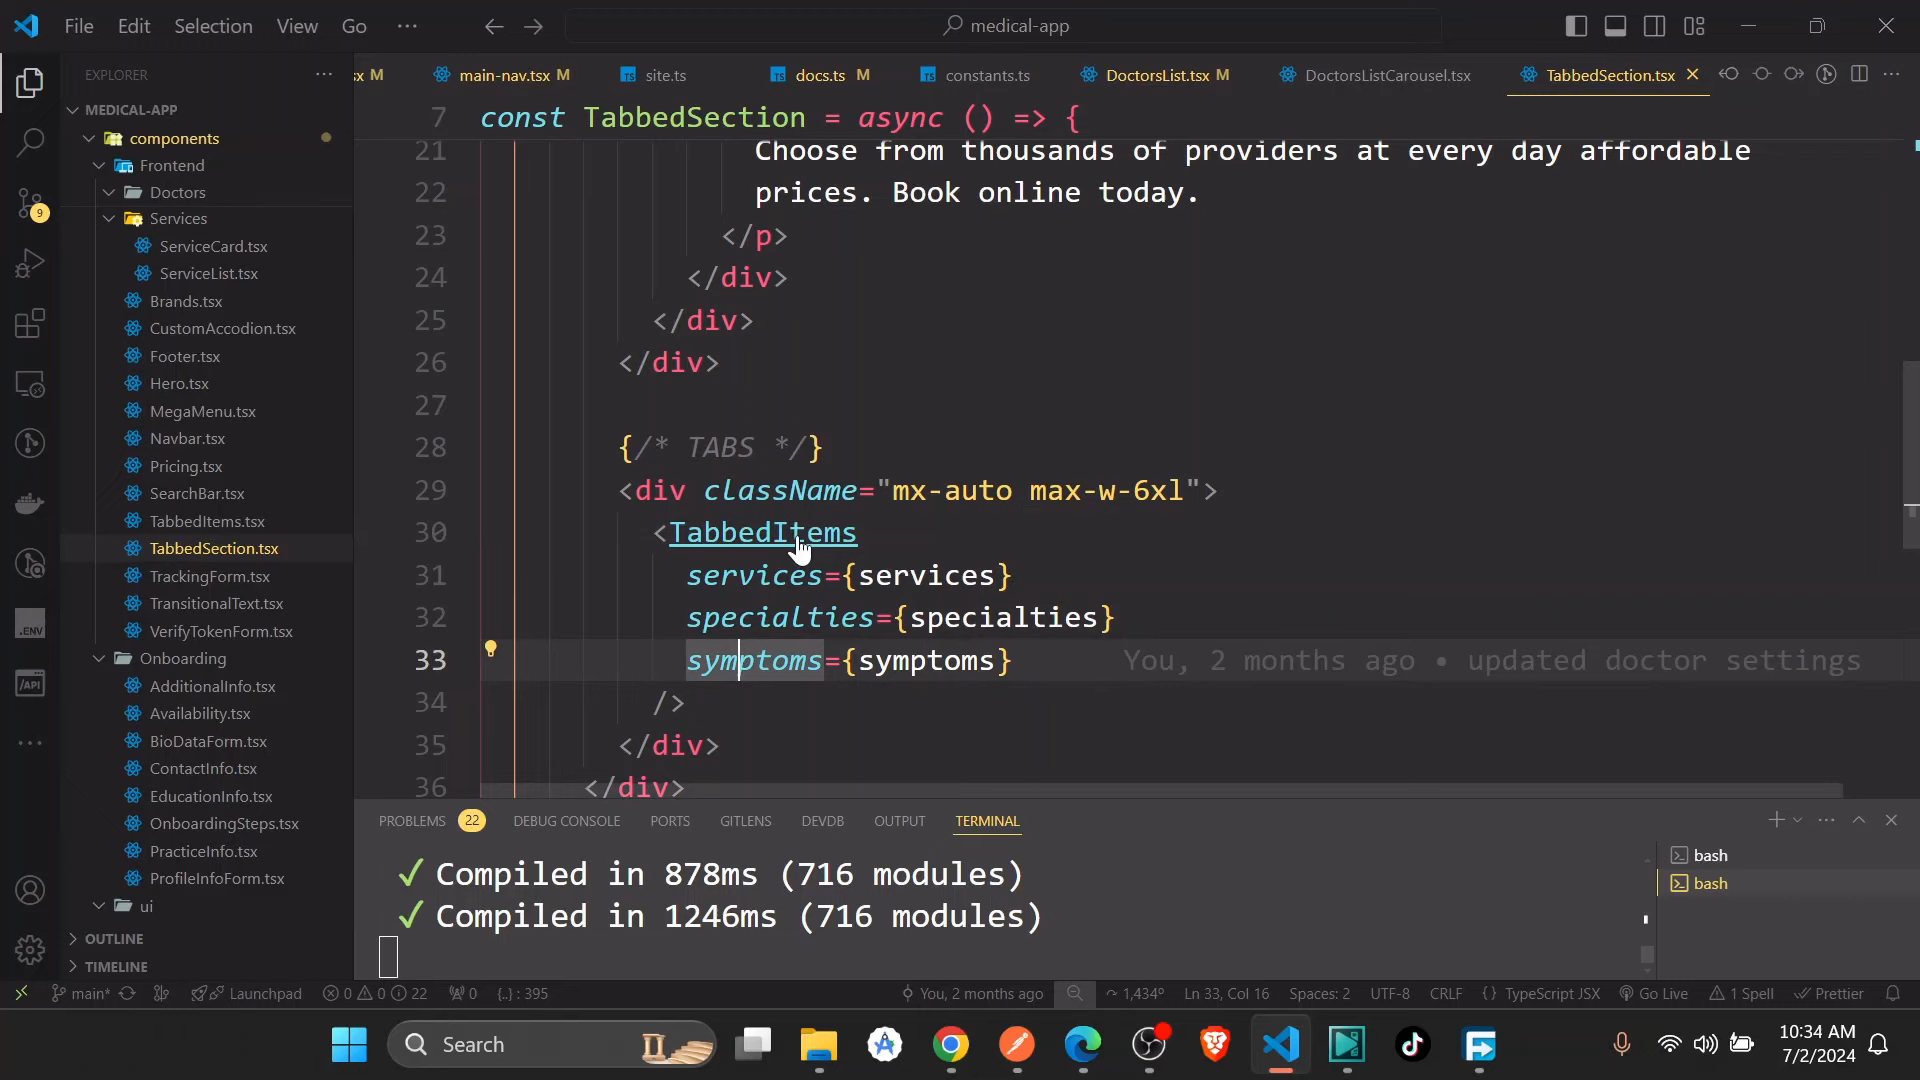 File Edit Selection View Go ··· medical-app
EXPLORER ···
MEDICAL-APP
components
Frontend
Doctors
Services
ServiceCard.tsx
ServiceList.tsx
Brands.tsx
CustomAccodion.tsx
Footer.tsx
Hero.tsx
MegaMenu.tsx
Navbar.tsx
Pricing.tsx
SearchBar.tsx
TabbedItems.tsx
TabbedSection.tsx
TrackingForm.tsx
TransitionalText.tsx
VerifyTokenForm.tsx
Onboarding
AdditionalInfo.tsx
Availability.tsx
BioDataForm.tsx
ContactInfo.tsx
EducationInfo.tsx
OnboardingSteps.tsx
PracticeInfo.tsx
ProfileInfoForm.tsx
ui
OUTLINE
TIMELINE
9
.ENV
/API
sx M main-nav.tsx M site.ts docs.ts M constants.ts DoctorsList.tsx M DoctorsListCarousel.tsx TabbedSection.tsx
7 const TabbedSection = async () => {
21 Choose from thousands of providers at every day affordable
22 prices. Book online today.
23 </p>
24 </div>
25 </div>
26 </div>
27
28 {/* TABS */}
29 <div className="mx-auto max-w-6xl">
30 <TabbedItems
31 services={services}
32 specialties={specialties}
33 symptoms={symptoms} You, 2 months ago • updated doctor settings
34 />
35 </div>
36 </div>
PROBLEMS 22 DEBUG CONSOLE PORTS GITLENS DEVDB OUTPUT TERMINAL
✓ Compiled in 878ms (716 modules)
✓ Compiled in 1246ms (716 modules)
bash
bash
main* Launchpad 0 0 22 0 {..} : 395 You, 2 months ago 1,434º Ln 33, Col 16 Spaces: 2 UTF-8 CRLF {} TypeScript JSX Go Live 1 Spell Prettier
Search
10:34 AM
7/2/2024